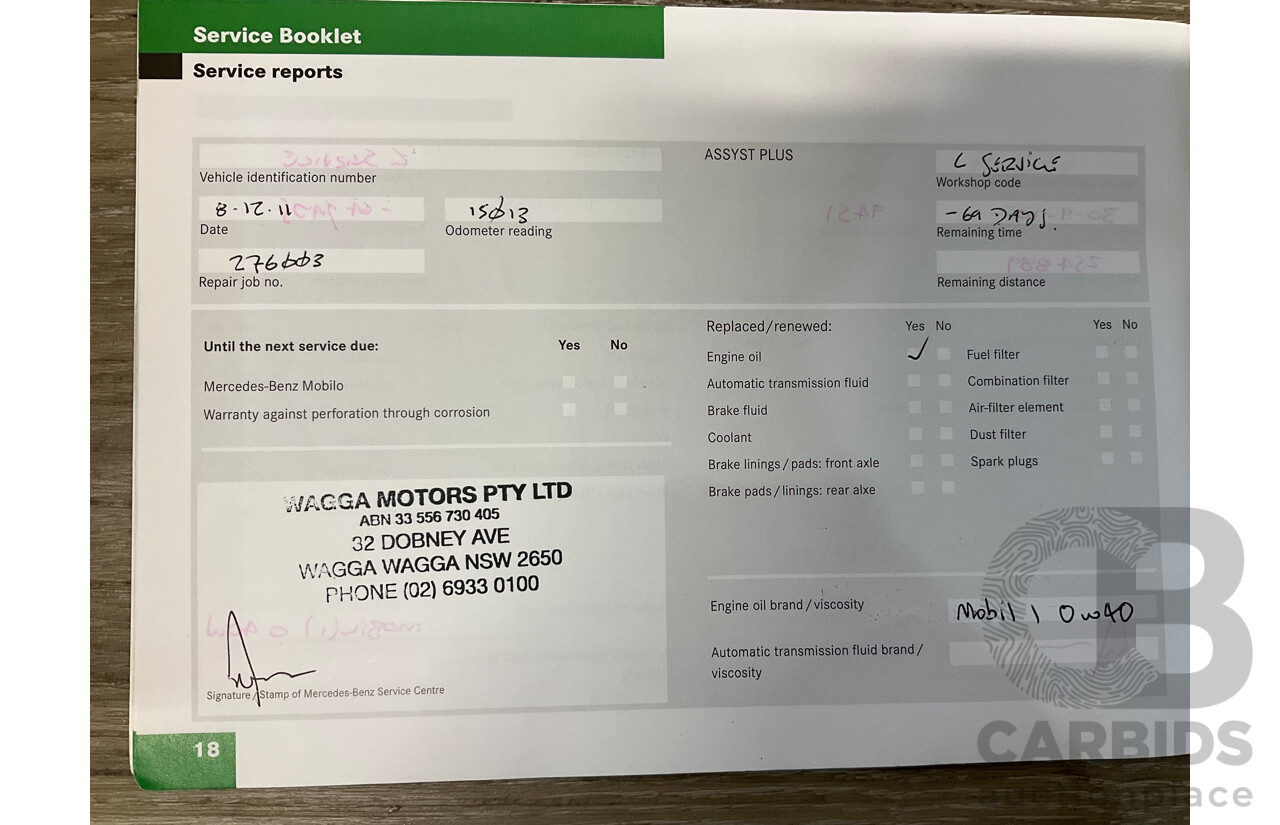 Service Booklet
Service reports
ASSYST PLUS
C SERVICE
Vehicle identification number
Workshop code
8-12.11
15013
-69 DAYS.
Date
Odometer reading
Remaining time
276003
Repair job no.
Remaining distance
Replaced/renewed: Yes No Yes No
Until the next service due: Yes No
Engine oil
Fuel filter
Mercedes-Benz Mobilo
Automatic transmission fluid
Combination filter
Warranty against perforation through corrosion
Brake fluid
Air-filter element
Coolant
Dust filter
Brake linings/pads: front axle
Spark plugs
Brake pads/linings: rear alxe
WAGGA MOTORS PTY LTD
ABN 33 556 730 405
32 DOBNEY AVE
WAGGA WAGGA NSW 2650
PHONE (02) 6933 0100
Engine oil brand/viscosity
Mobil 1 0w40
Automatic transmission fluid brand/
viscosity
Signature/Stamp of Mercedes-Benz Service Centre
18
CARBIDS
auctionplace